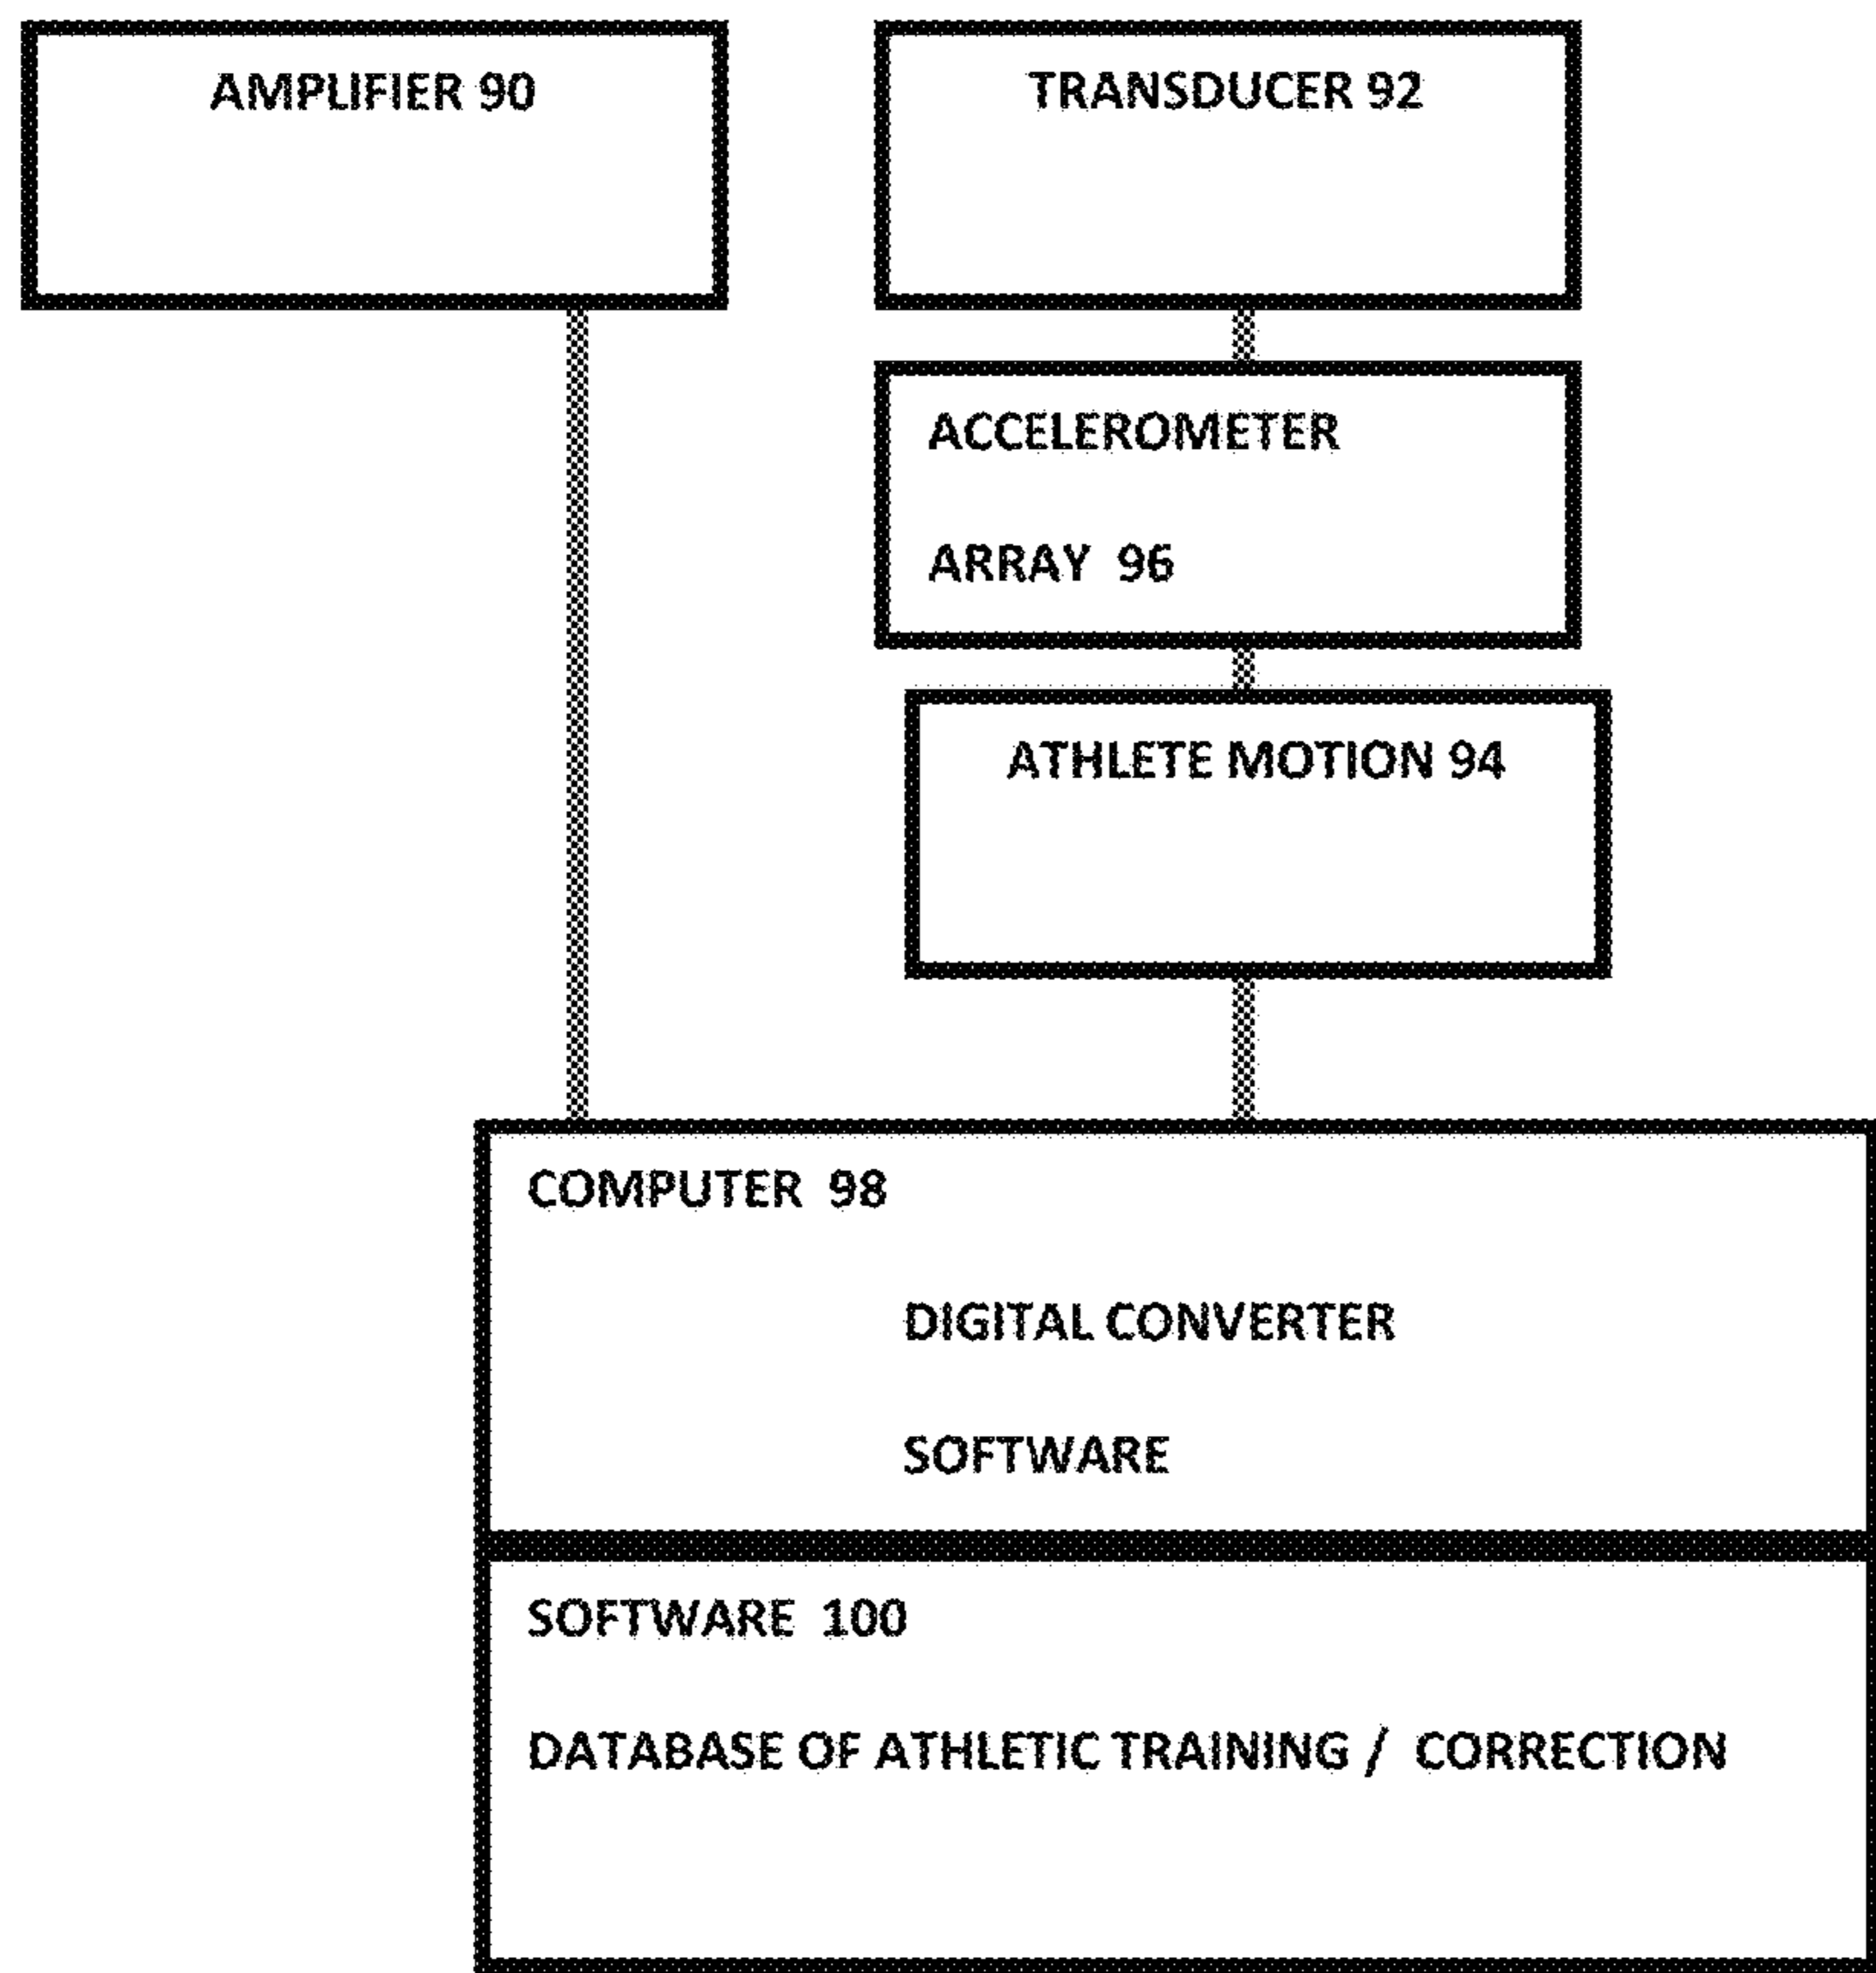 AMPLIFIER 90
TRANSDUCER 92
ACCELEROMETER
ARRAY 96
ATHLETE MOTION 94
COMPUTER 98
DIGITAL CONVERTER
SOFTWARE
SOFTWARE 100
DATABASE OF ATHLETIC TRAINING / CORRECTION